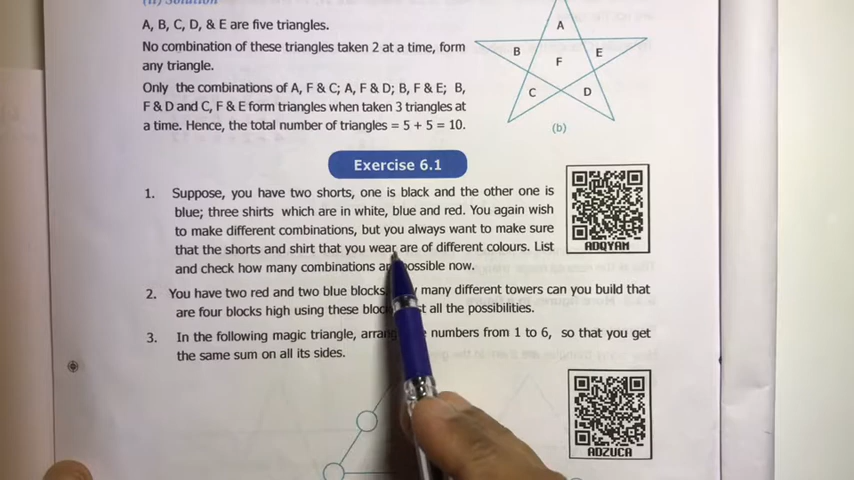 (ii) Solution
A, B, C, D, & E are five triangles.
No combination of these triangles taken 2 at a time, form
any triangle.
Only the combinations of A, F & C; A, F & D; B, F & E; B,
F & D and C, F & E form triangles when taken 3 triangles at
a time. Hence, the total number of triangles = 5 + 5 = 10.
A
B
E
F
C
D
(b)
Exercise 6.1
1. Suppose, you have two shorts, one is black and the other one is
blue; three shirts which are in white, blue and red. You again wish
to make different combinations, but you always want to make sure
that the shorts and shirt that you wear are of different colours. List
and check how many combinations possible now.
ADQYAM
2. You have two red and two blue blocks. many different towers can you build that
are four blocks high using these all the possibilities.
3. In the following magic triangle, numbers from 1 to 6, so that you get
the same sum on all its sides.
ADZUCA